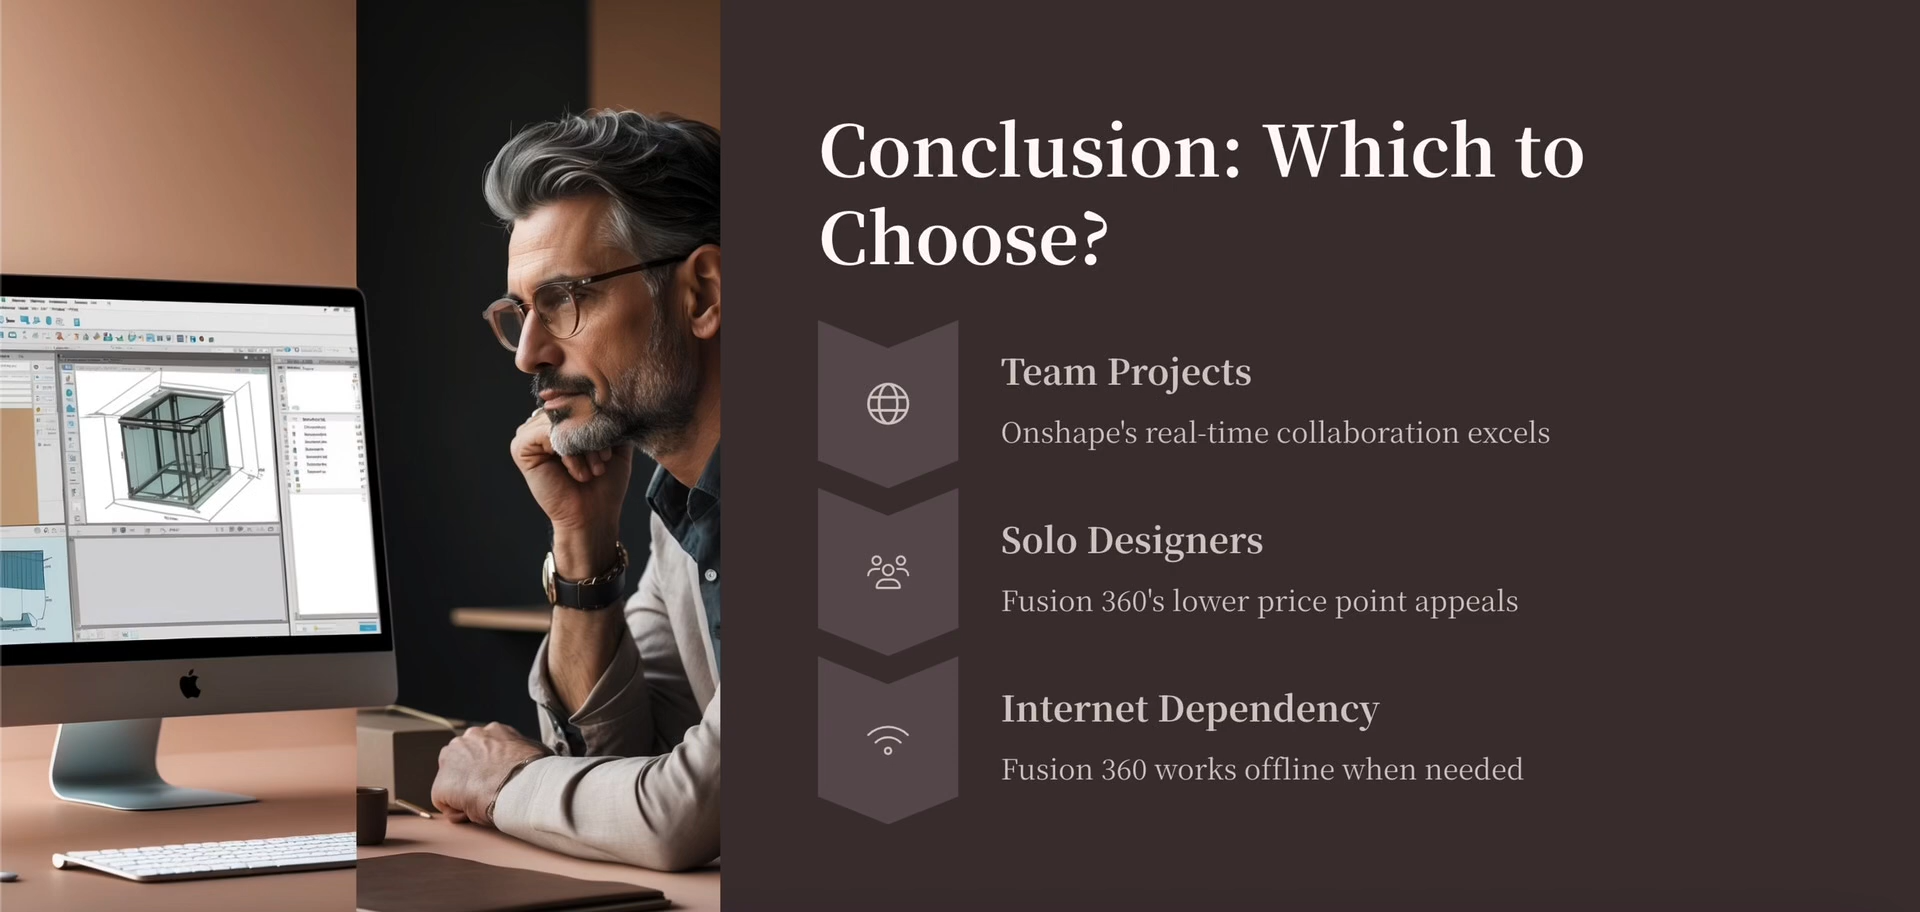 Conclusion: Which to
Choose?
Team Projects
Onshape's real-time collaboration excels
Solo Designers
Fusion 360's lower price point appeals
Internet Dependency
Fusion 360 works offline when needed